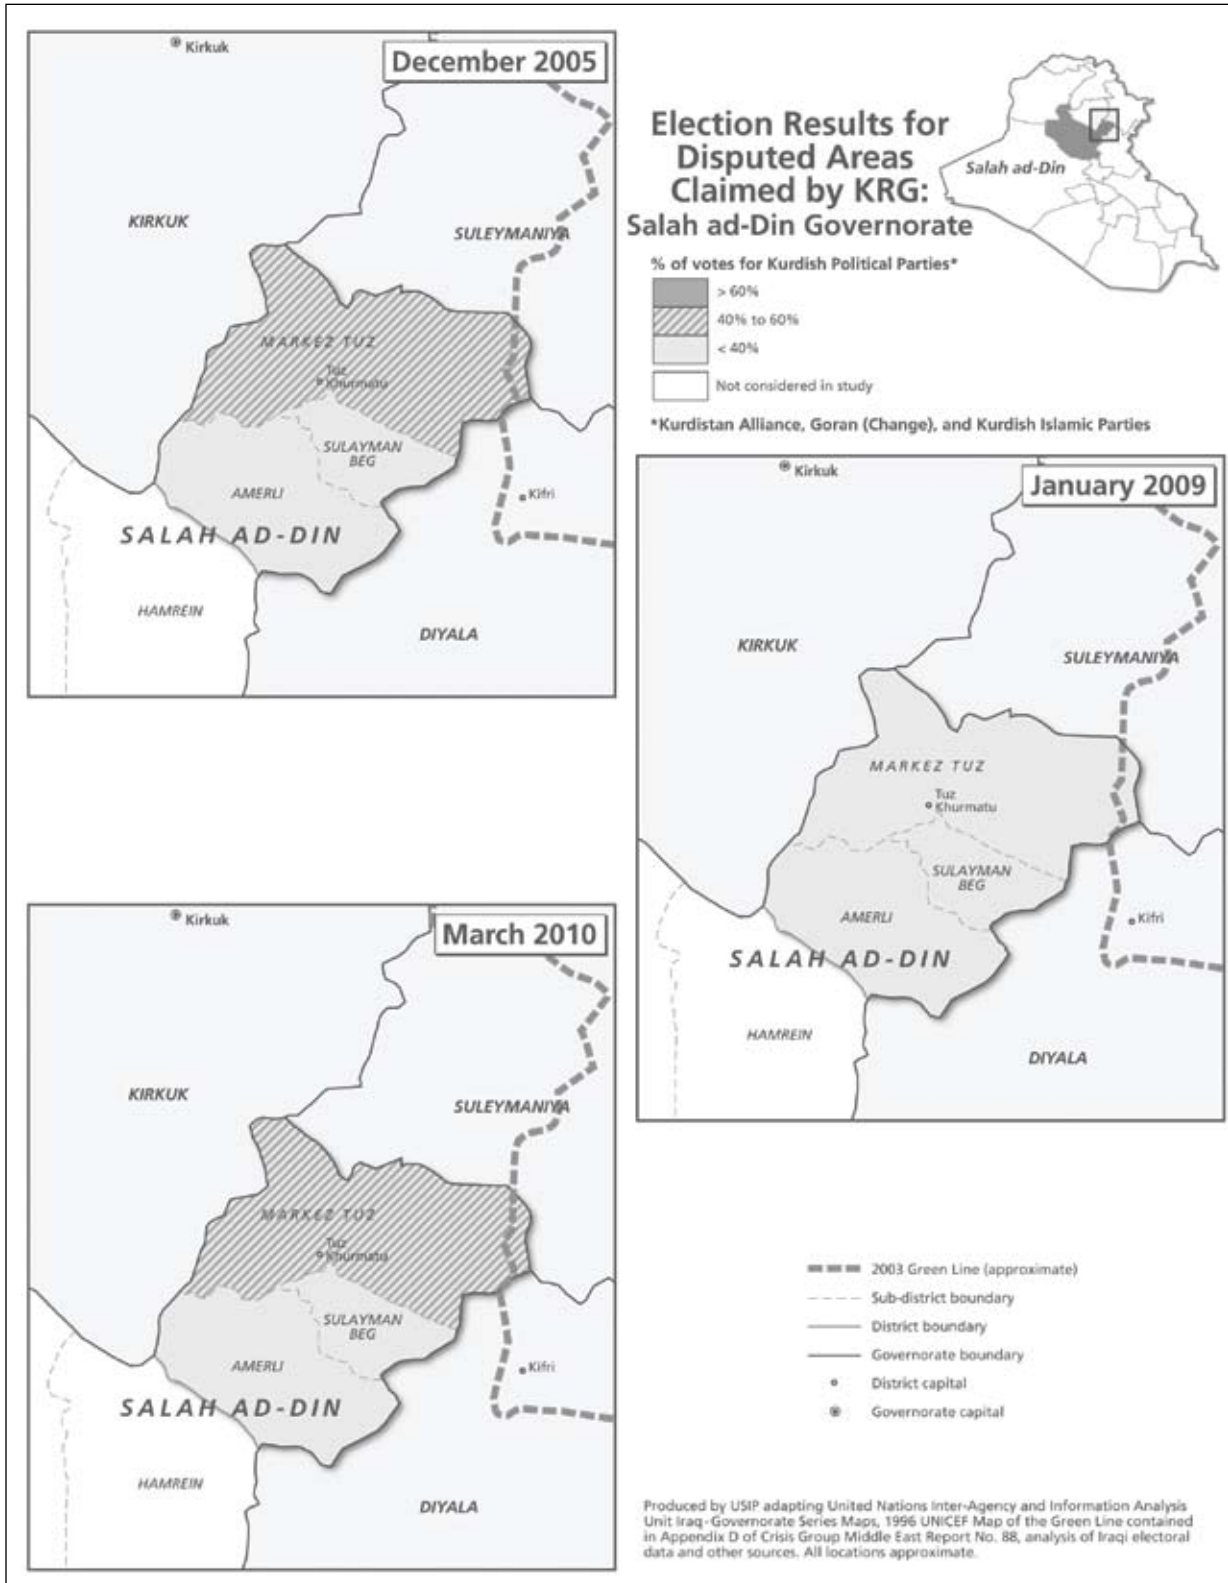 Kirkuk
December 2005
KIRKUK
SULEYMANIYA
MARKEZ TUZ
Tuz
Khurmatu
SULAYMAN
BEG
AMERLI
Kifri
SALAH AD-DIN
HAMREIN
DIYALA
Election Results for
Disputed Areas
Claimed by KRG:
Salah ad-Din Governorate
Salah ad-Din
% of votes for Kurdish Political Parties*
> 60%
40% to 60%
< 40%
Not considered in study
*Kurdistan Alliance, Goran (Change), and Kurdish Islamic Parties
Kirkuk
January 2009
KIRKUK
SULEYMANIYA
MARKEZ TUZ
Tuz
Khurmatu
SULAYMAN
BEG
AMERLI
Kifri
SALAH AD-DIN
HAMREIN
DIYALA
Kirkuk
March 2010
KIRKUK
SULEYMANIYA
MARKEZ TUZ
Tuz
Khurmatu
SULAYMAN
BEG
AMERLI
Kifri
SALAH AD-DIN
HAMREIN
DIYALA
2003 Green Line (approximate)
Sub-district boundary
District boundary
Governorate boundary
District capital
Governorate capital
Produced by USIP adapting United Nations Inter-Agency and Information Analysis
Unit Iraq-Governorate Series Maps, 1996 UNICEF Map of the Green Line contained
in Appendix D of Crisis Group Middle East Report No. 88, analysis of Iraqi electoral
data and other sources. All locations approximate.